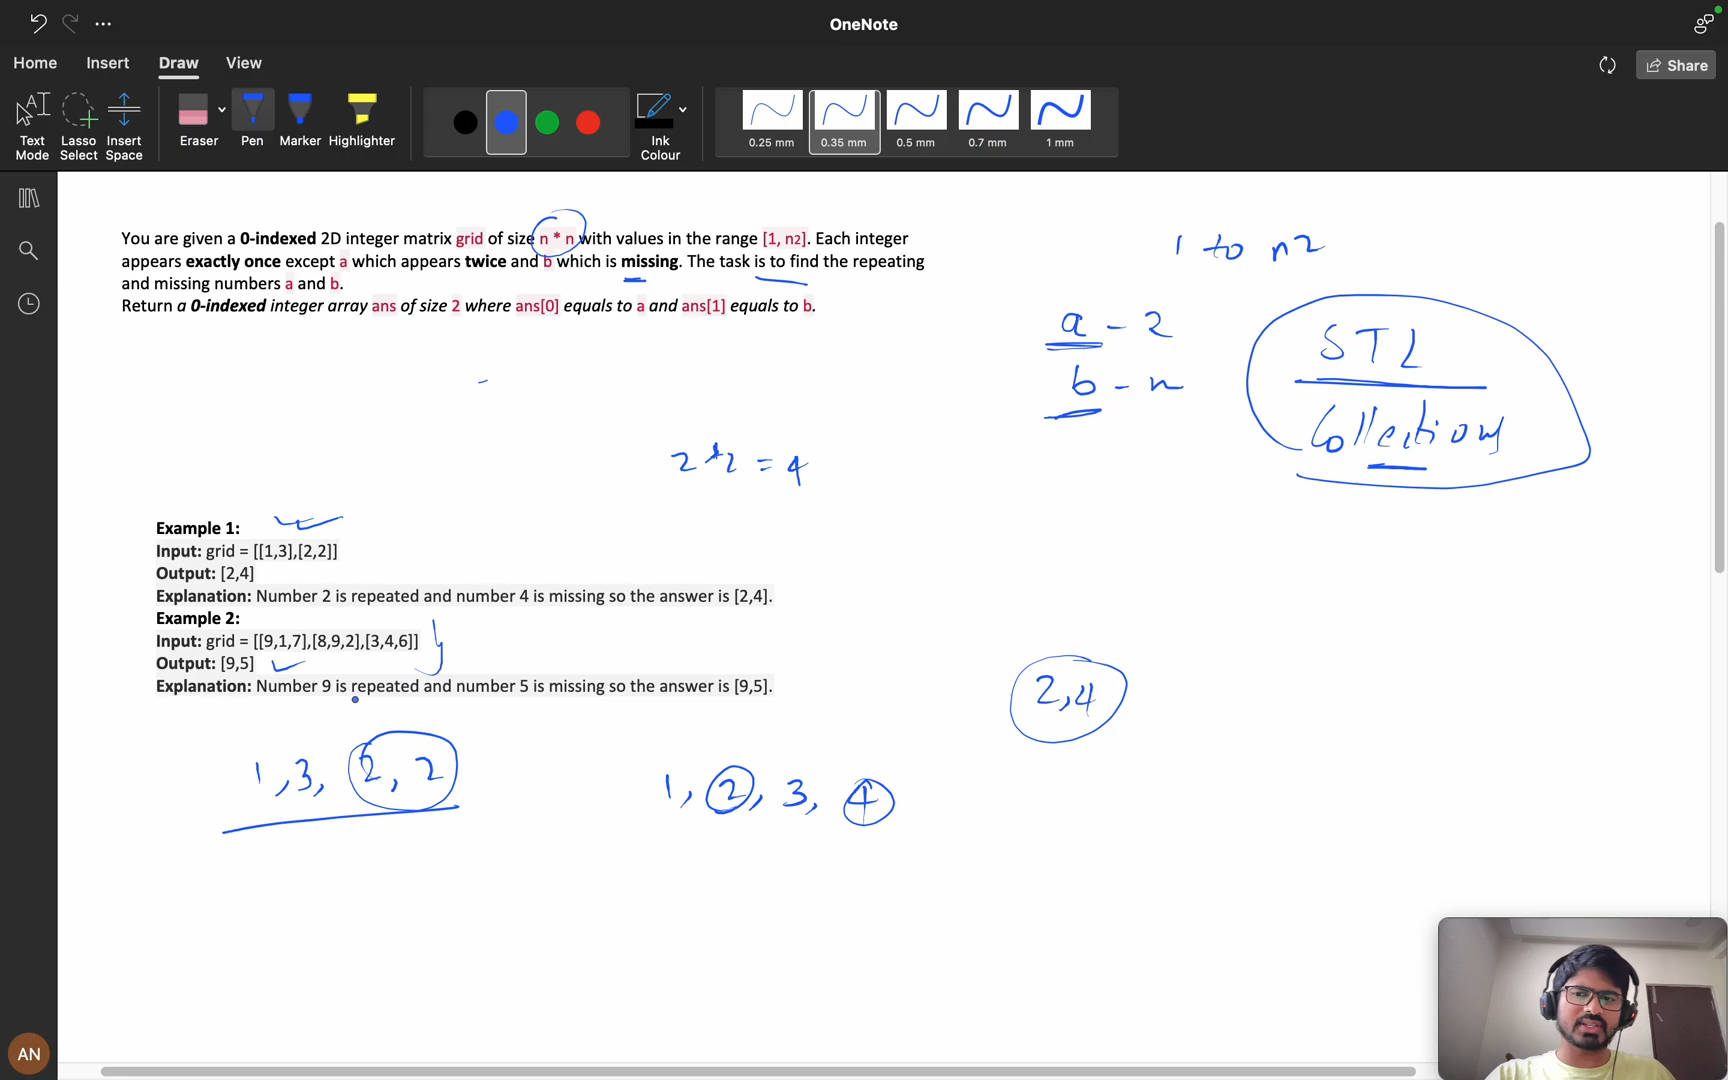 OneNote
Home Insert Draw View
Share
Text Mode
Lasso Select
Insert Space
Eraser
Pen
Marker
Highlighter
Ink Colour
0.25 mm
0.35 mm
0.5 mm
0.7 mm
1 mm
You are given a 0-indexed 2D integer matrix grid of size n * n with values in the range [1, n2]. Each integer
appears exactly once except a which appears twice and b which is missing. The task is to find the repeating
and missing numbers a and b.
Return a 0-indexed integer array ans of size 2 where ans[0] equals to a and ans[1] equals to b.
1 to n2
a - 2
b - n
STL
Collections
2 * 2 = 4
Example 1:
Input: grid = [[1,3],[2,2]]
Output: [2,4]
Explanation: Number 2 is repeated and number 4 is missing so the answer is [2,4].
Example 2:
Input: grid = [[9,1,7],[8,9,2],[3,4,6]]
Output: [9,5]
Explanation: Number 9 is repeated and number 5 is missing so the answer is [9,5].
2,4
1,3, 2, 2
1, 2, 3, 4
AN